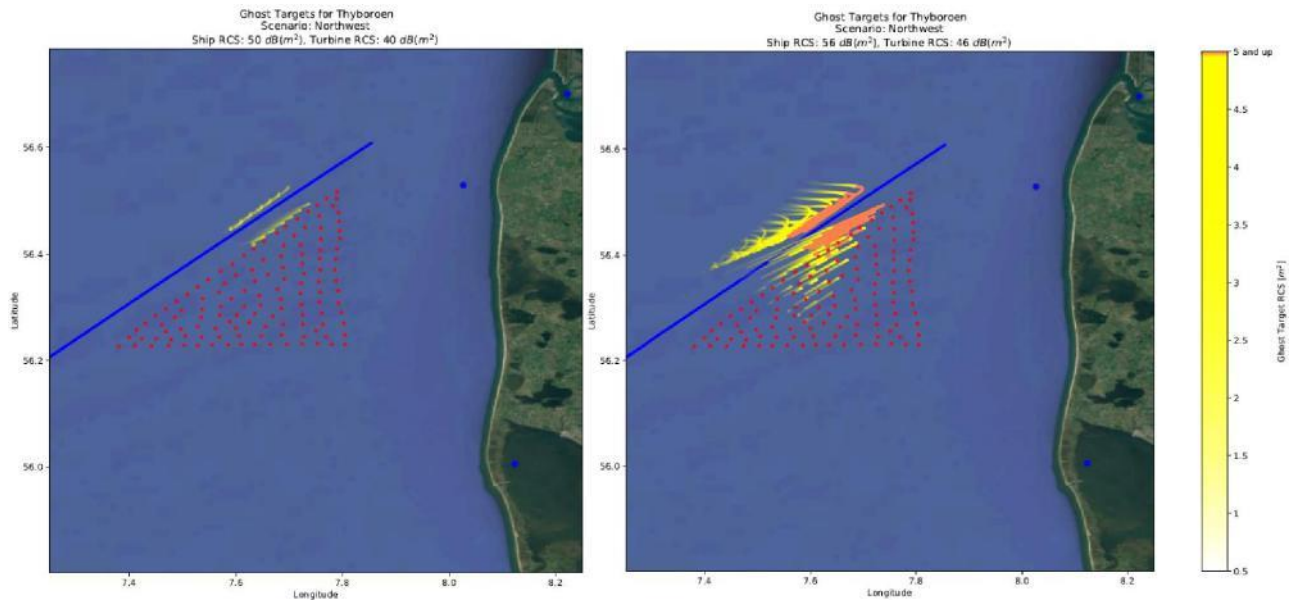 Ghost Targets for Thyboroen
Scenario: Northwest
Ship RCS: 50 dB(m²), Turbine RCS: 40 dB(m²)
56.6
56.4
56.2
56.0
Latitude
7.4
7.6
7.8
8.0
8.2
Longitude
Ghost Targets for Thyboroen
Scenario: Northwest
Ship RCS: 56 dB(m²), Turbine RCS: 46 dB(m²)
56.6
56.4
56.2
56.0
Latitude
7.4
7.6
7.8
8.0
8.2
Longitude
5 and up
4.5
4
3.5
3
2.5
2
1.5
1
0.5
Ghost Target RCS [m²]